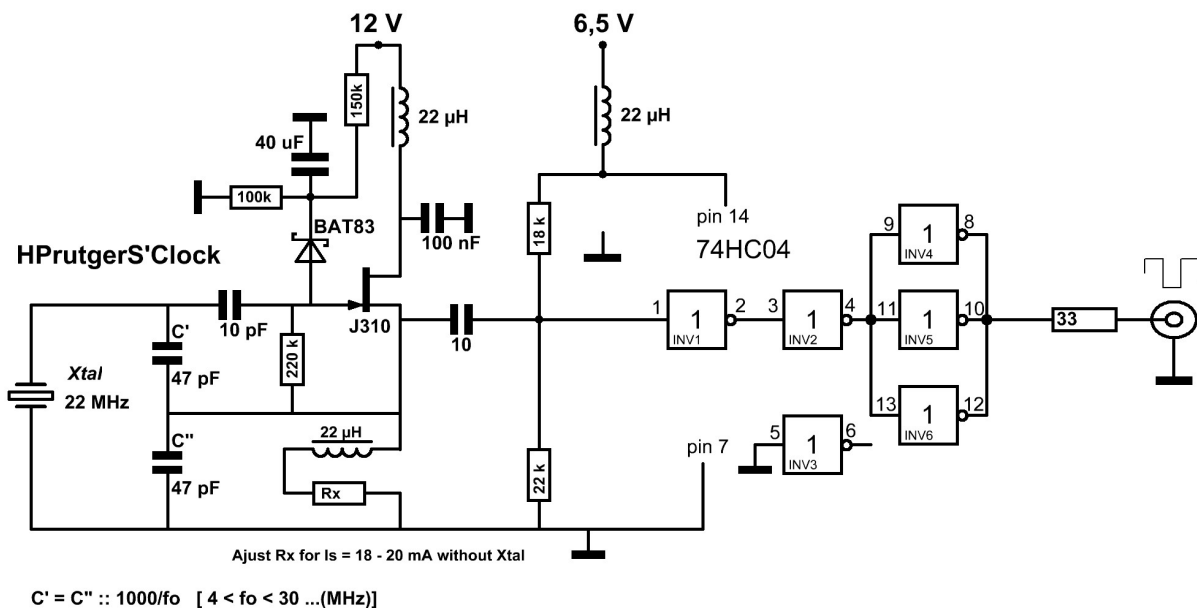 12 V
6,5 V
150k
22 µH
22 µH
40 uF
100k
18 k
pin 14
BAT83
100 nF
74HC04
HPrutgerS'Clock
9
1
8
INV4
J310
10 pF
10
1
1
2
INV1
3
1
4
INV2
11
1
10
INV5
33
C'
47 pF
220 k
Xtal
22 MHz
13
1
12
INV6
C"
47 pF
22 µH
Rx
22 k
pin 7
5
1
6
INV3
Ajust Rx for Is = 18 - 20 mA without Xtal
C' = C" :: 1000/fo [ 4 < fo < 30 ...(MHz)]